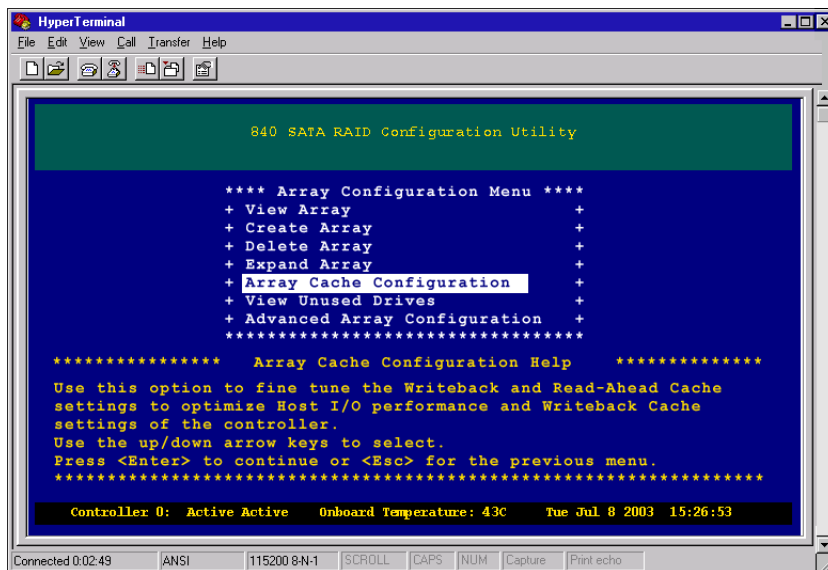 HyperTerminal
File Edit View Call Transfer Help
840 SATA RAID Configuration Utility
**** Array Configuration Menu ****
+ View Array +
+ Create Array +
+ Delete Array +
+ Expand Array +
+ Array Cache Configuration +
+ View Unused Drives +
+ Advanced Array Configuration +
***********************************
**************** Array Cache Configuration Help **************
Use this option to fine tune the Writeback and Read-Ahead Cache
settings to optimize Host I/O performance and Writeback Cache
settings of the controller.
Use the up/down arrow keys to select.
Press <Enter> to continue or <Esc> for the previous menu.
********************************************************************
Controller 0: Active Active Onboard Temperature: 43C Tue Jul 8 2003 15:26:53
Connected 0:02:49 ANSI 115200 8-N-1 SCROLL CAPS NUM Capture Print echo